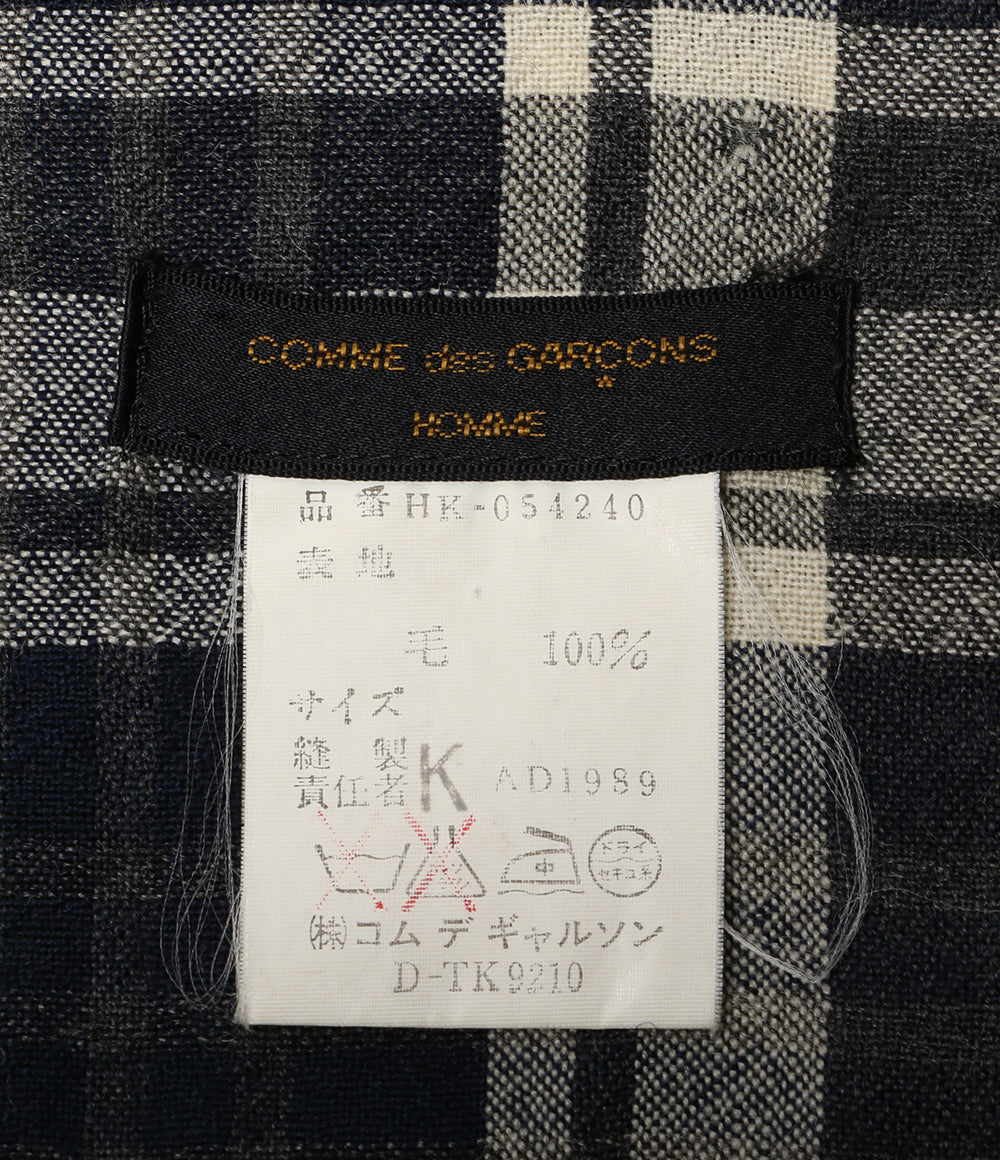 COMME des GARÇONS
HOMME
品 番 HK-054240
表 地
毛 100%
サイズ
縫 製
責任者 K AD1989
中 ドライ
セキユ系
㈱コム デ ギャルソン
D-TK9210